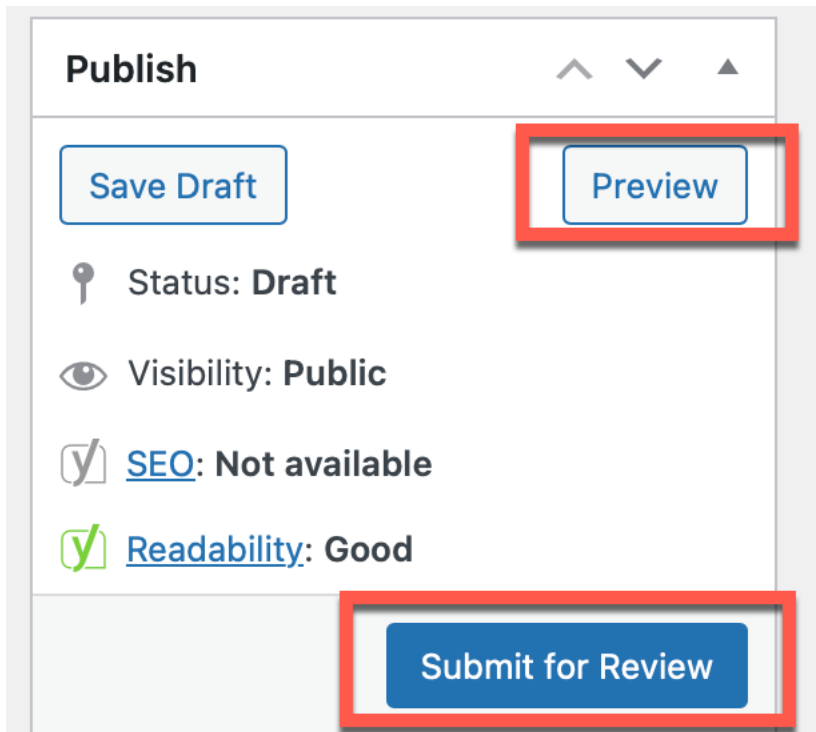 Publish
Save Draft Preview
Status: Draft
Visibility: Public
SEO: Not available
Readability: Good
Submit for Review